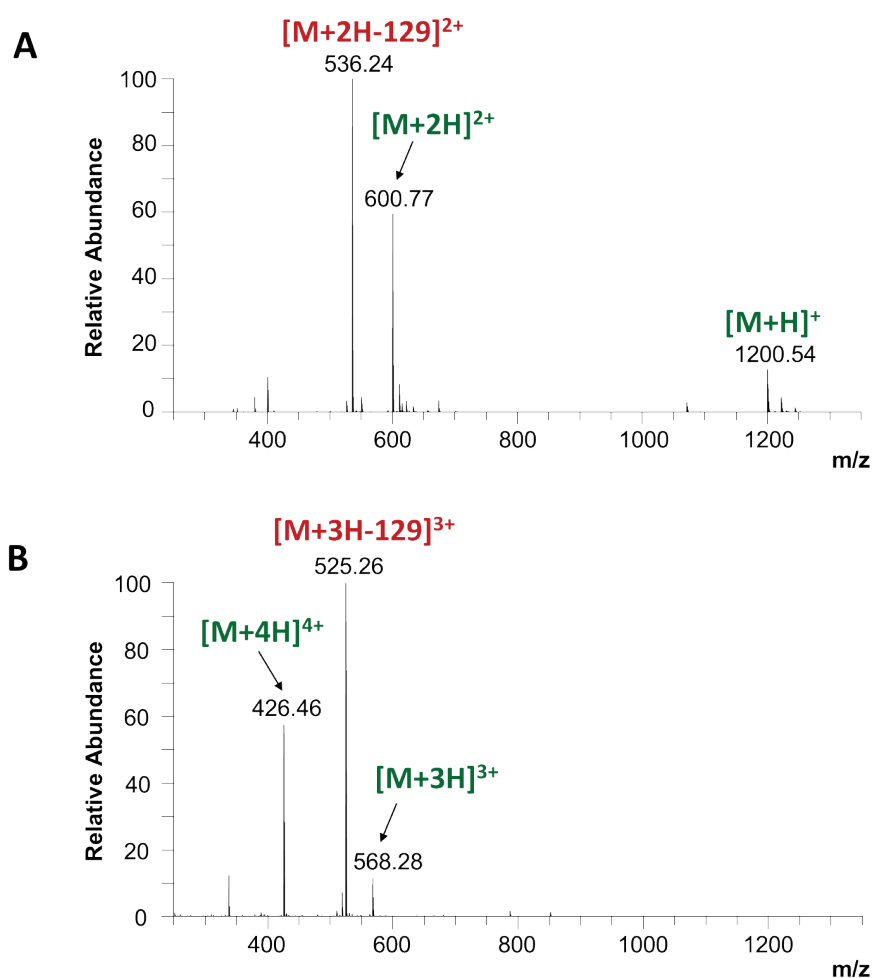 A
[M+2H-129]²⁺
536.24
[M+2H]²⁺
600.77
[M+H]⁺
1200.54
Relative Abundance
100
80
60
40
20
0
400
600
800
1000
1200
m/z
B
[M+3H-129]³⁺
525.26
[M+4H]⁴⁺
426.46
[M+3H]³⁺
568.28
Relative Abundance
100
80
60
40
20
0
400
600
800
1000
1200
m/z